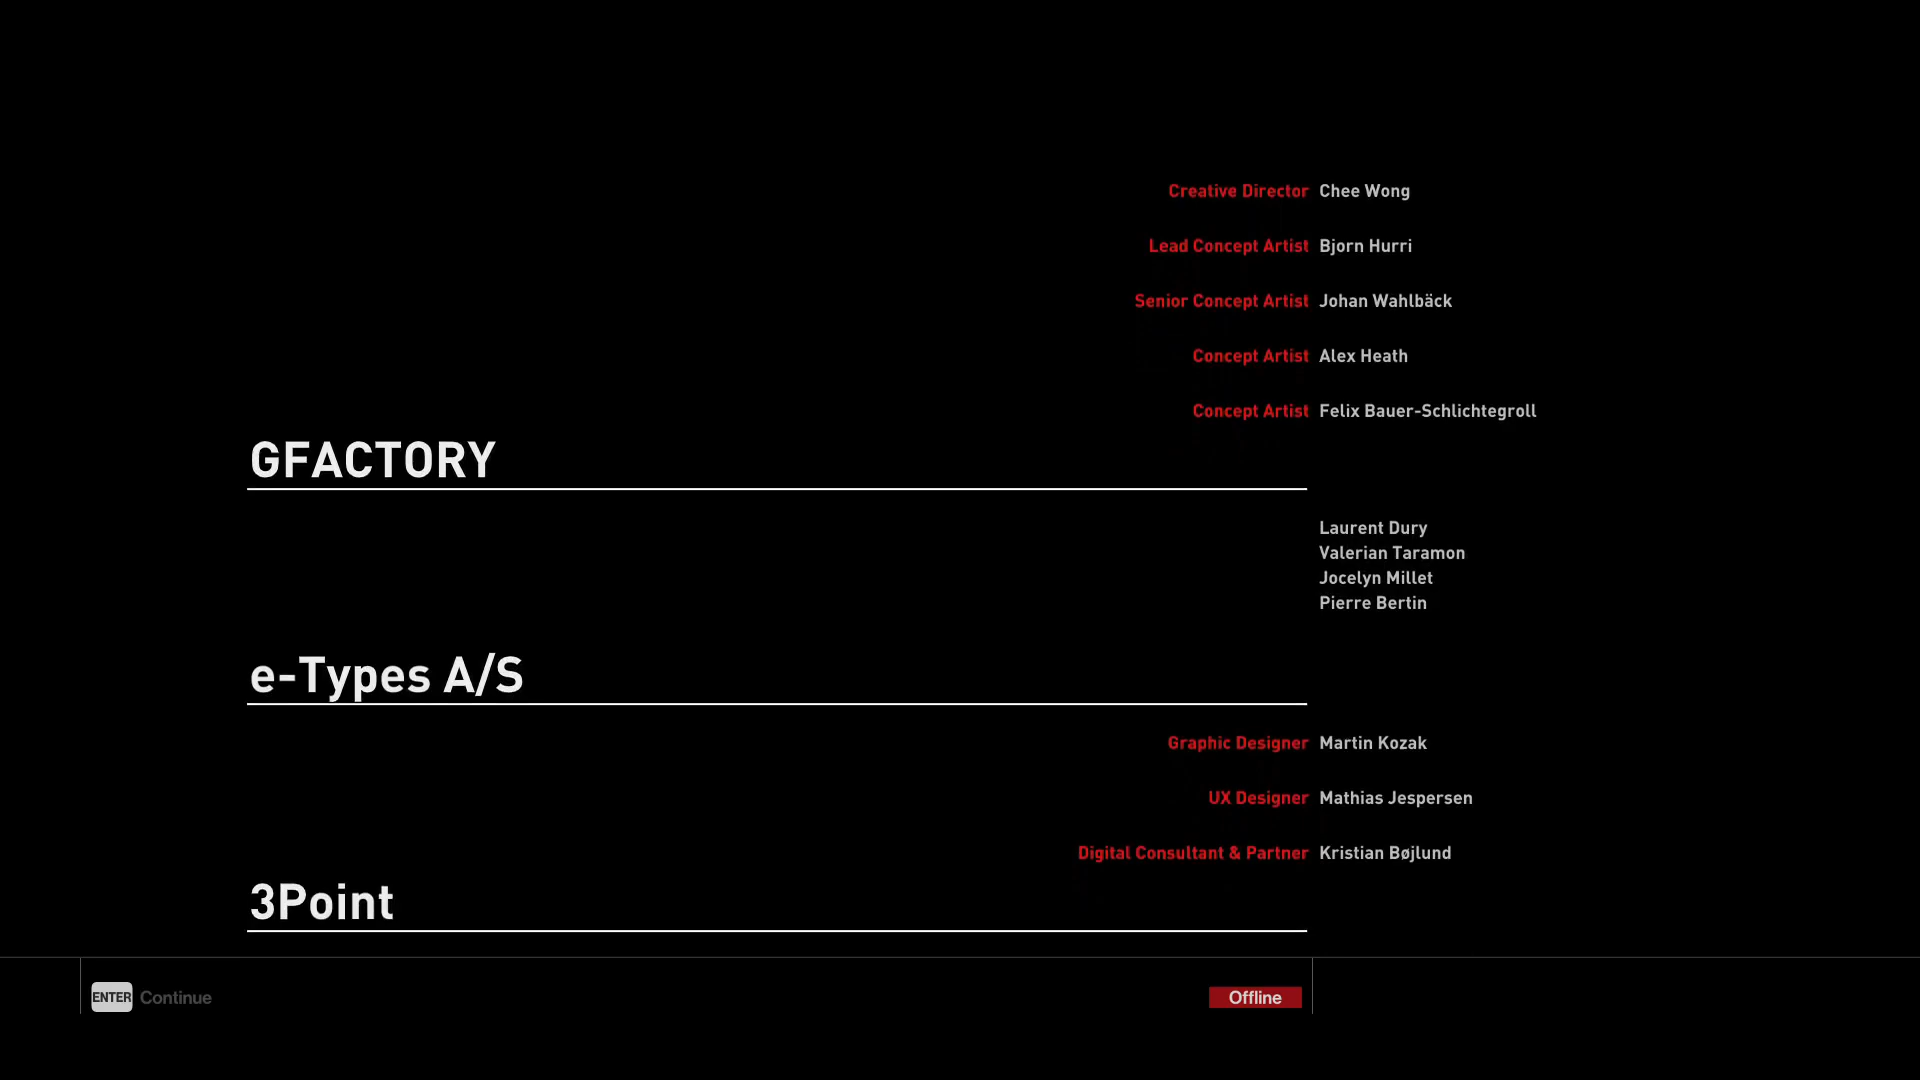 Creative Director Chee Wong
Lead Concept Artist Bjorn Hurri
Senior Concept Artist Johan Wahlbäck
Concept Artist Alex Heath
Concept Artist Felix Bauer-Schlichtegroll
GFACTORY
Laurent Dury
Valerian Taramon
Jocelyn Millet
Pierre Bertin
e-Types A/S
Graphic Designer Martin Kozak
UX Designer Mathias Jespersen
Digital Consultant & Partner Kristian Bøjlund
3Point
ENTER Continue
Offline